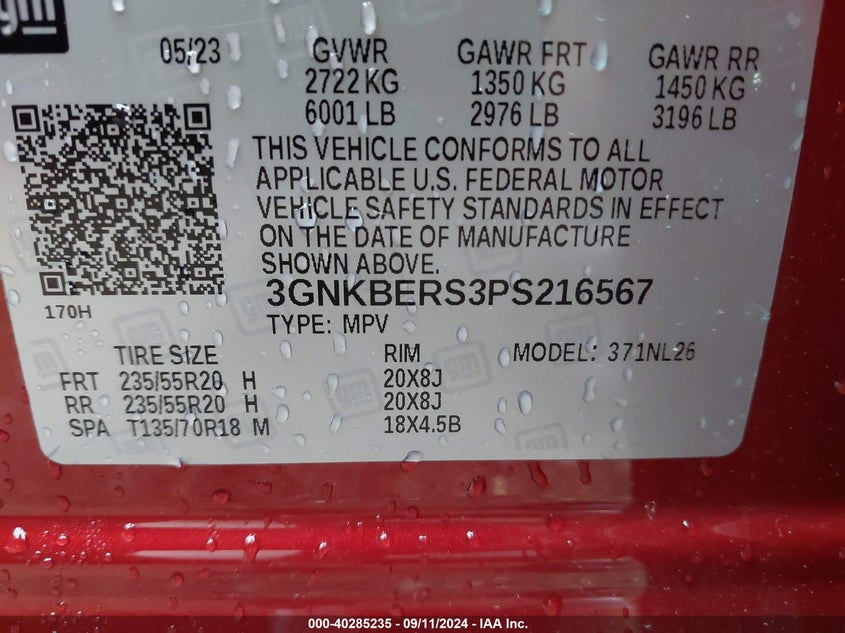 gm
05/23 GVWR GAWR FRT GAWR RR
2722 KG 1350 KG 1450 KG
6001 LB 2976 LB 3196 LB
THIS VEHICLE CONFORMS TO ALL
APPLICABLE U.S. FEDERAL MOTOR
VEHICLE SAFETY STANDARDS IN EFFECT
ON THE DATE OF MANUFACTURE
SHOWN ABOVE.
3GNKBERS3PS216567
170H
TYPE: MPV
TIRE SIZE RIM MODEL: 371NL26
FRT 235/55R20 H 20X8J
RR 235/55R20 H 20X8J
SPA T135/70R18 M 18X4.5B
000-40285235 - 09/11/2024 - IAA Inc.